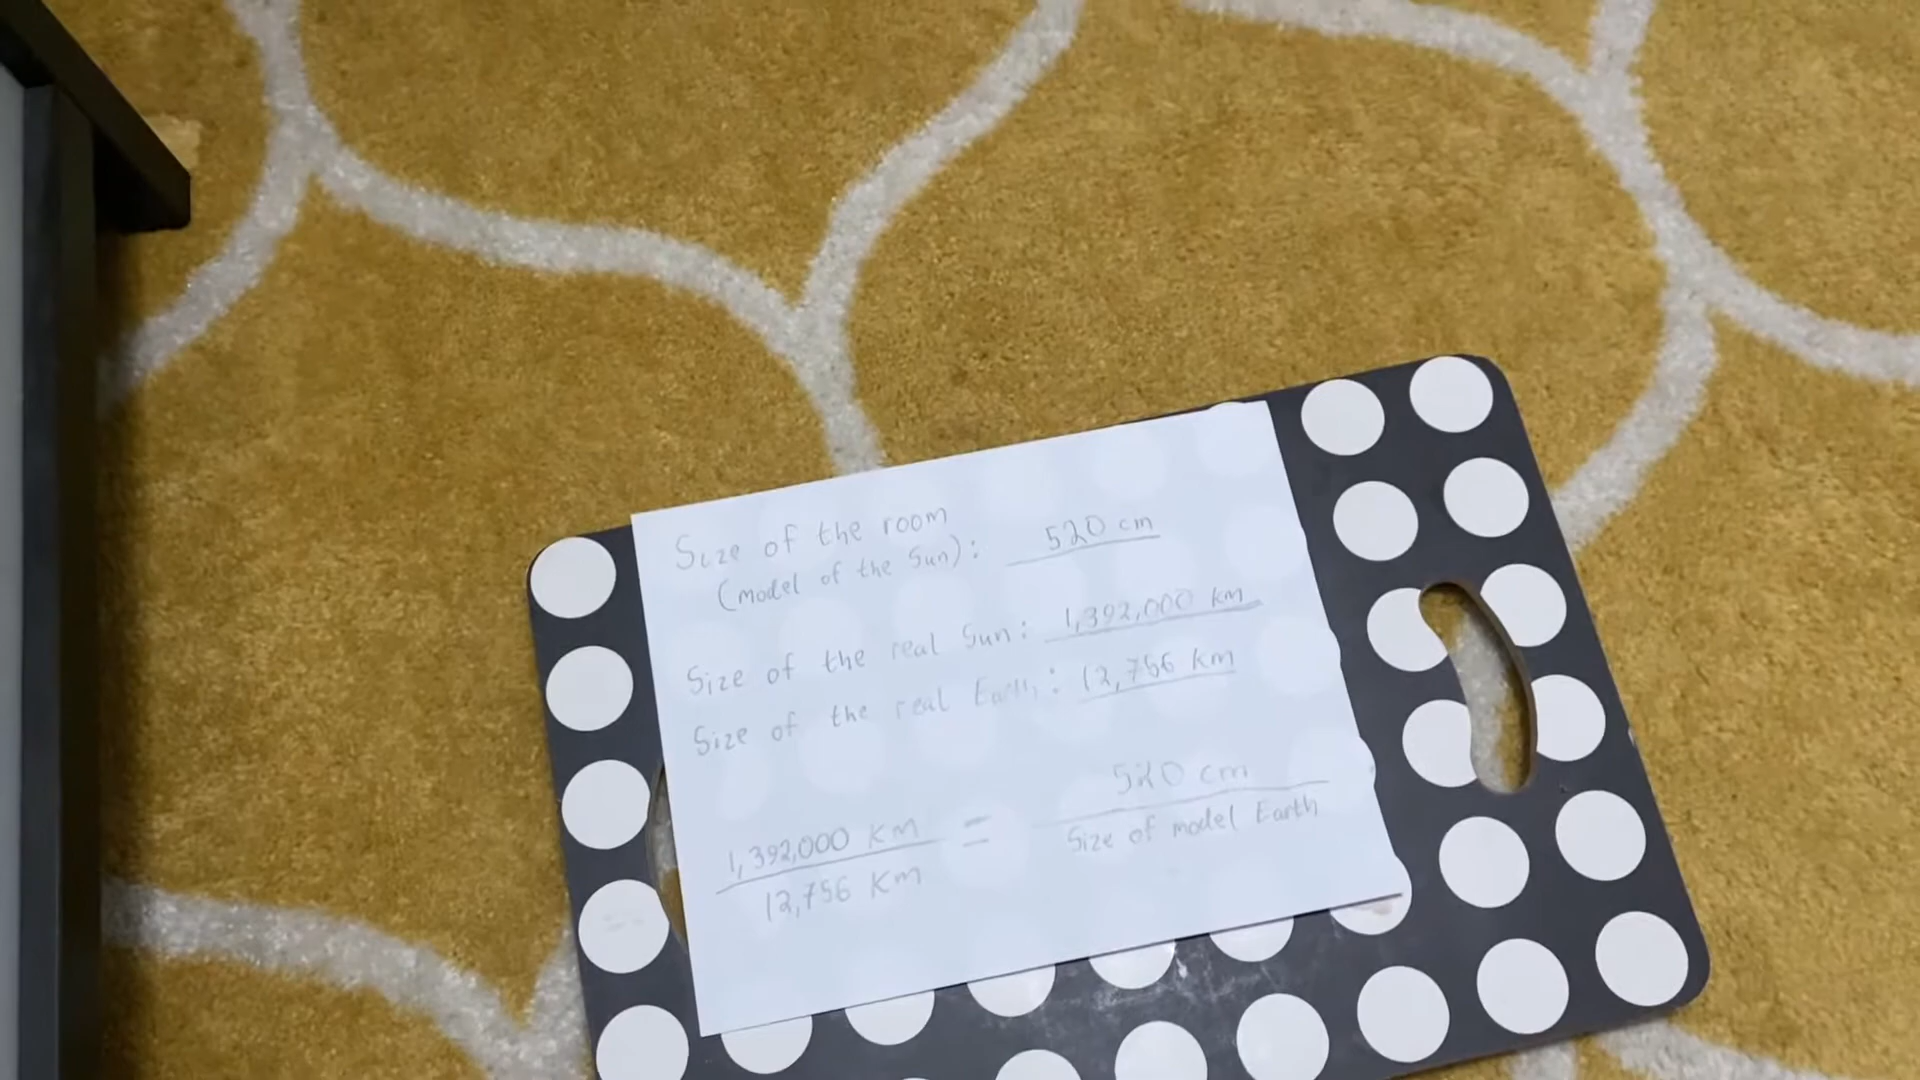 Size of the room
(model of the Sun): 520 cm
Size of the real Sun: 1,392,000 km
Size of the real Earth: 12,756 km
1,392,000 km = 520 cm
12,756 km Size of model Earth